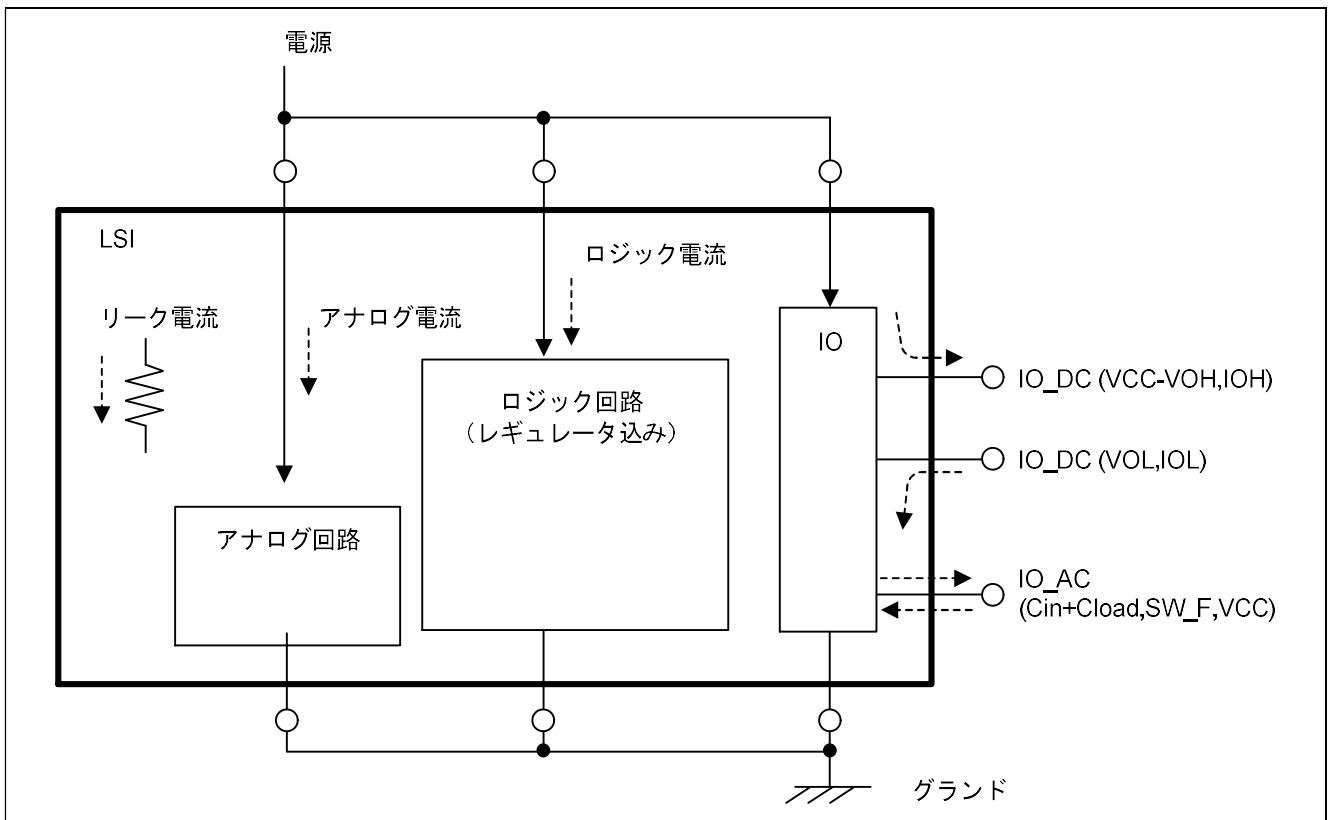 電源
LSI
ロジック電流
リーク電流
アナログ電流
IO
IO_DC (VCC-VOH,IOH)
ロジック回路
（レギュレータ込み）
IO_DC (VOL,IOL)
アナログ回路
IO_AC
(Cin+Cload,SW_F,VCC)
グランド